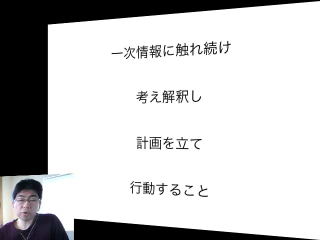 一次情報に触れ続け
考え解釈し
計画を立て
行動すること